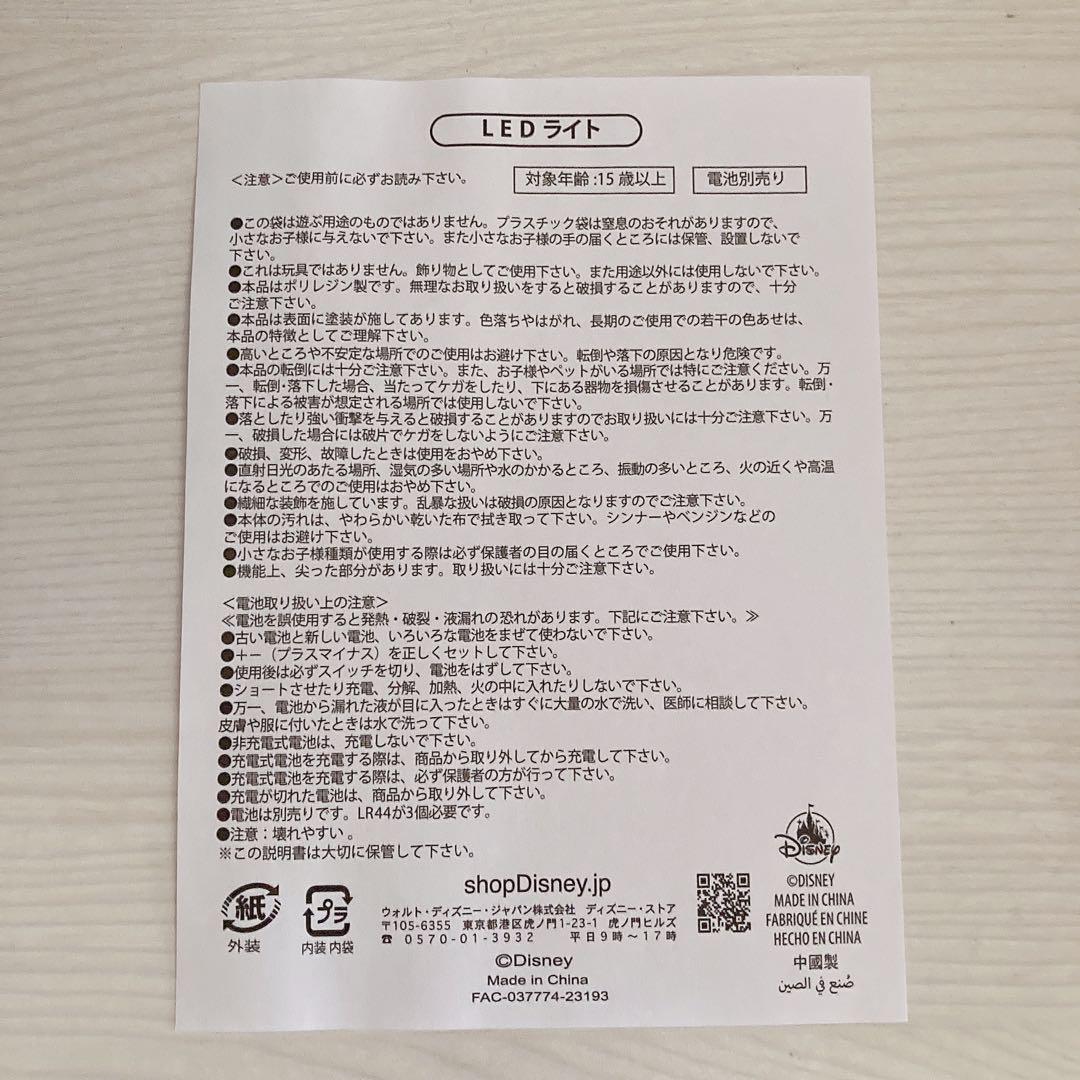 LEDライト
<注意>ご使用前に必ずお読み下さい。
対象年齢:15歳以上
電池別売り
●この袋は遊ぶ用途のものではありません。プラスチック袋は窒息のおそれがありますので、
小さなお子様に与えないで下さい。また小さなお子様の手の届くところには保管、設置しないで
下さい。
●これは玩具ではありません。飾り物としてご使用下さい。また用途以外には使用しないで下さい。
●本品はポリレジン製です。無理なお取り扱いをすると破損することがありますので、十分
ご注意下さい。
●本品は表面に塗装が施してあります。色落ちやはがれ、長期のご使用での若干の色あせは、
本品の特徴としてご理解下さい。
●高いところや不安定な場所でのご使用はお避け下さい。転倒や落下の原因となり危険です。
●本品の転倒には十分ご注意下さい。また、お子様やペットがいる場所では特にご注意ください。万
一、転倒・落下した場合、当たってケガをしたり、下にある器物を損傷させることがあります。転倒・
落下による被害が想定される場所では使用しないで下さい。
●落としたり強い衝撃を与えると破損することがありますのでお取り扱いには十分ご注意下さい。万
一、破損した場合には破片でケガをしないようにご注意下さい。
●破損、変形、故障したときは使用をおやめ下さい。
●直射日光のあたる場所、湿気の多い場所や水のかかるところ、振動の多いところ、火の近くや高温
になるところでのご使用はおやめ下さい。
●繊細な装飾を施しています。乱暴な扱いは破損の原因となりますのでご注意下さい。
●本体の汚れは、やわらかい乾いた布で拭き取って下さい。シンナーやベンジンなどの
ご使用はお避け下さい。
●小さなお子様種類が使用する際は必ず保護者の目の届くところでご使用下さい。
●機能上、尖った部分があります。取り扱いには十分ご注意下さい。
<電池取り扱い上の注意>
≪電池を誤使用すると発熱・破裂・液漏れの恐れがあります。下記にご注意下さい。≫
●古い電池と新しい電池、いろいろな電池をまぜて使わないで下さい。
●+-(プラスマイナス)を正しくセットして下さい。
●使用後は必ずスイッチを切り、電池をはずして下さい。
●ショートさせたり充電、分解、加熱、火の中に入れたりしないで下さい。
●万一、電池から漏れた液が目に入ったときはすぐに大量の水で洗い、医師に相談して下さい。
皮膚や服に付いたときは水で洗って下さい。
●非充電式電池は、充電しないで下さい。
●充電式電池を充電する際は、商品から取り外してから充電して下さい。
●充電式電池を充電する際は、必ず保護者の方が行って下さい。
●充電が切れた電池は、商品から取り外して下さい。
●電池は別売りです。LR44が3個必要です。
●注意:壊れやすい。
※この説明書は大切に保管して下さい。
紙
外装
プラ
内装 内袋
shopDisney.jp
ウォルト・ディズニー・ジャパン株式会社 ディズニー・ストア
〒105-6355 東京都港区虎ノ門1-23-1 虎ノ門ヒルズ
☎ 0570-01-3932 平日9時〜17時
©Disney
Made in China
FAC-037774-23193
DISNEY
©DISNEY
MADE IN CHINA
FABRIQUÉ EN CHINE
HECHO EN CHINA
中國製
صُنع في الصين